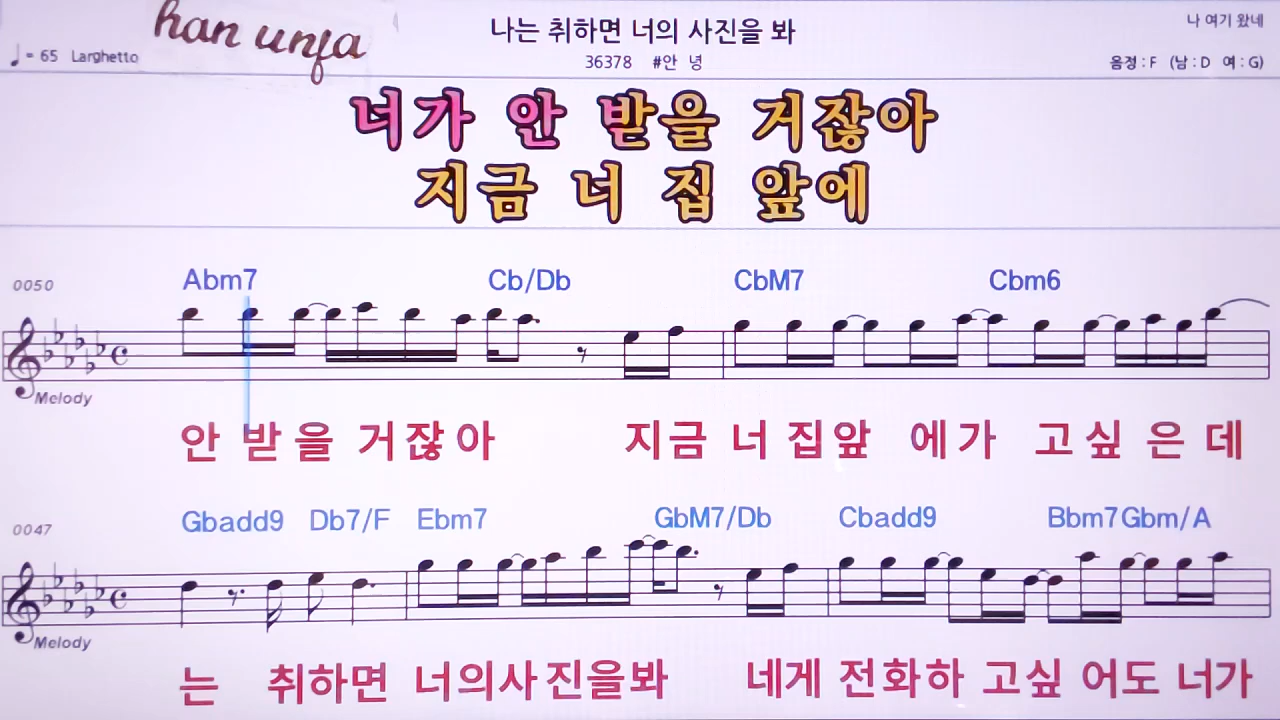 han unja
나는 취하면 너의 사진을 봐
나 여기 왔네
♩= 65 Larghetto
36378 #안 녕
음정 : F (남 : D 여 : G)
너가 안 받을 거잖아
지금 너 집 앞에
0050 Abm7 Cb/Db CbM7 Cbm6
Melody
안 받 을 거 잖 아 지금 너 집앞 에가 고싶 은 데
0047 Gbadd9 Db7/F Ebm7 GbM7/Db Cbadd9 Bbm7 Gbm/A
Melody
는 취하면 너의사 진을봐 네게 전화하 고싶 어도 너가